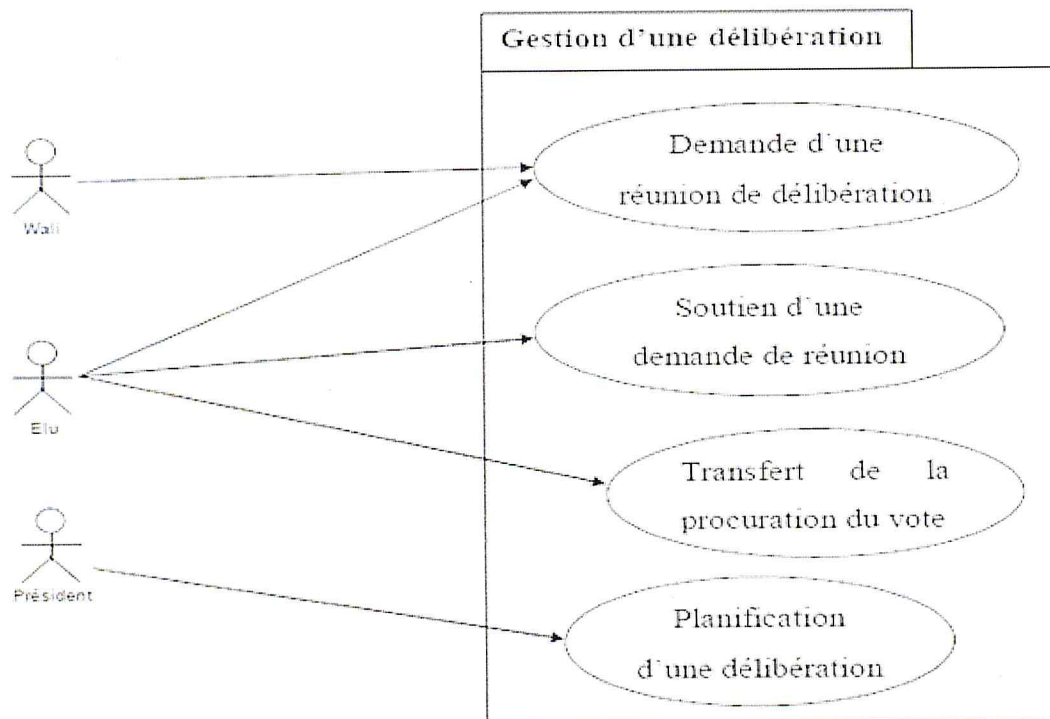 Gestion d'une délibération
Demande d'une
réunion de délibération
Wali
Soutien d'une
demande de réunion
Elu
Transfert de la
procuration du vote
Président
Planification
d'une délibération